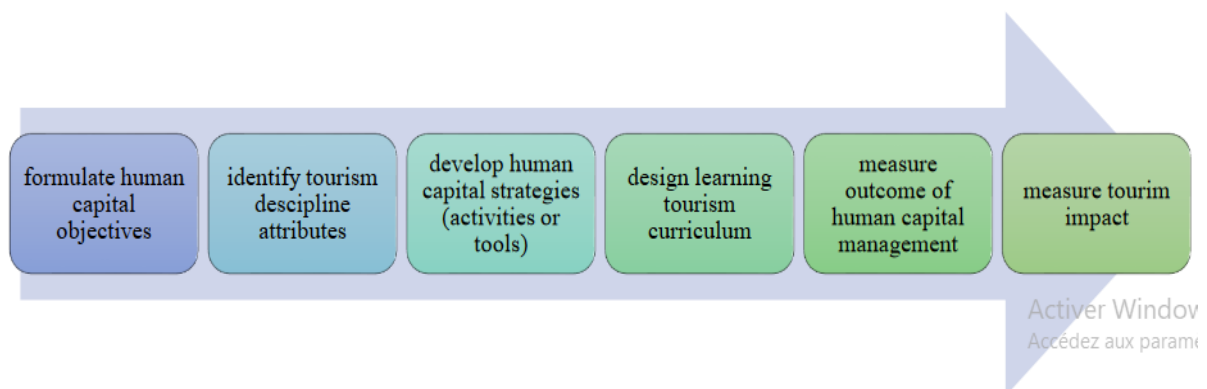 formulate human
capital
objectives
identify tourism
descipline
attributes
develop human
capital strategies
(activities or
tools)
design learning
tourism
curriculum
measure
outcome of
human capital
management
measure tourim
impact
Activer Window
Accédez aux parame